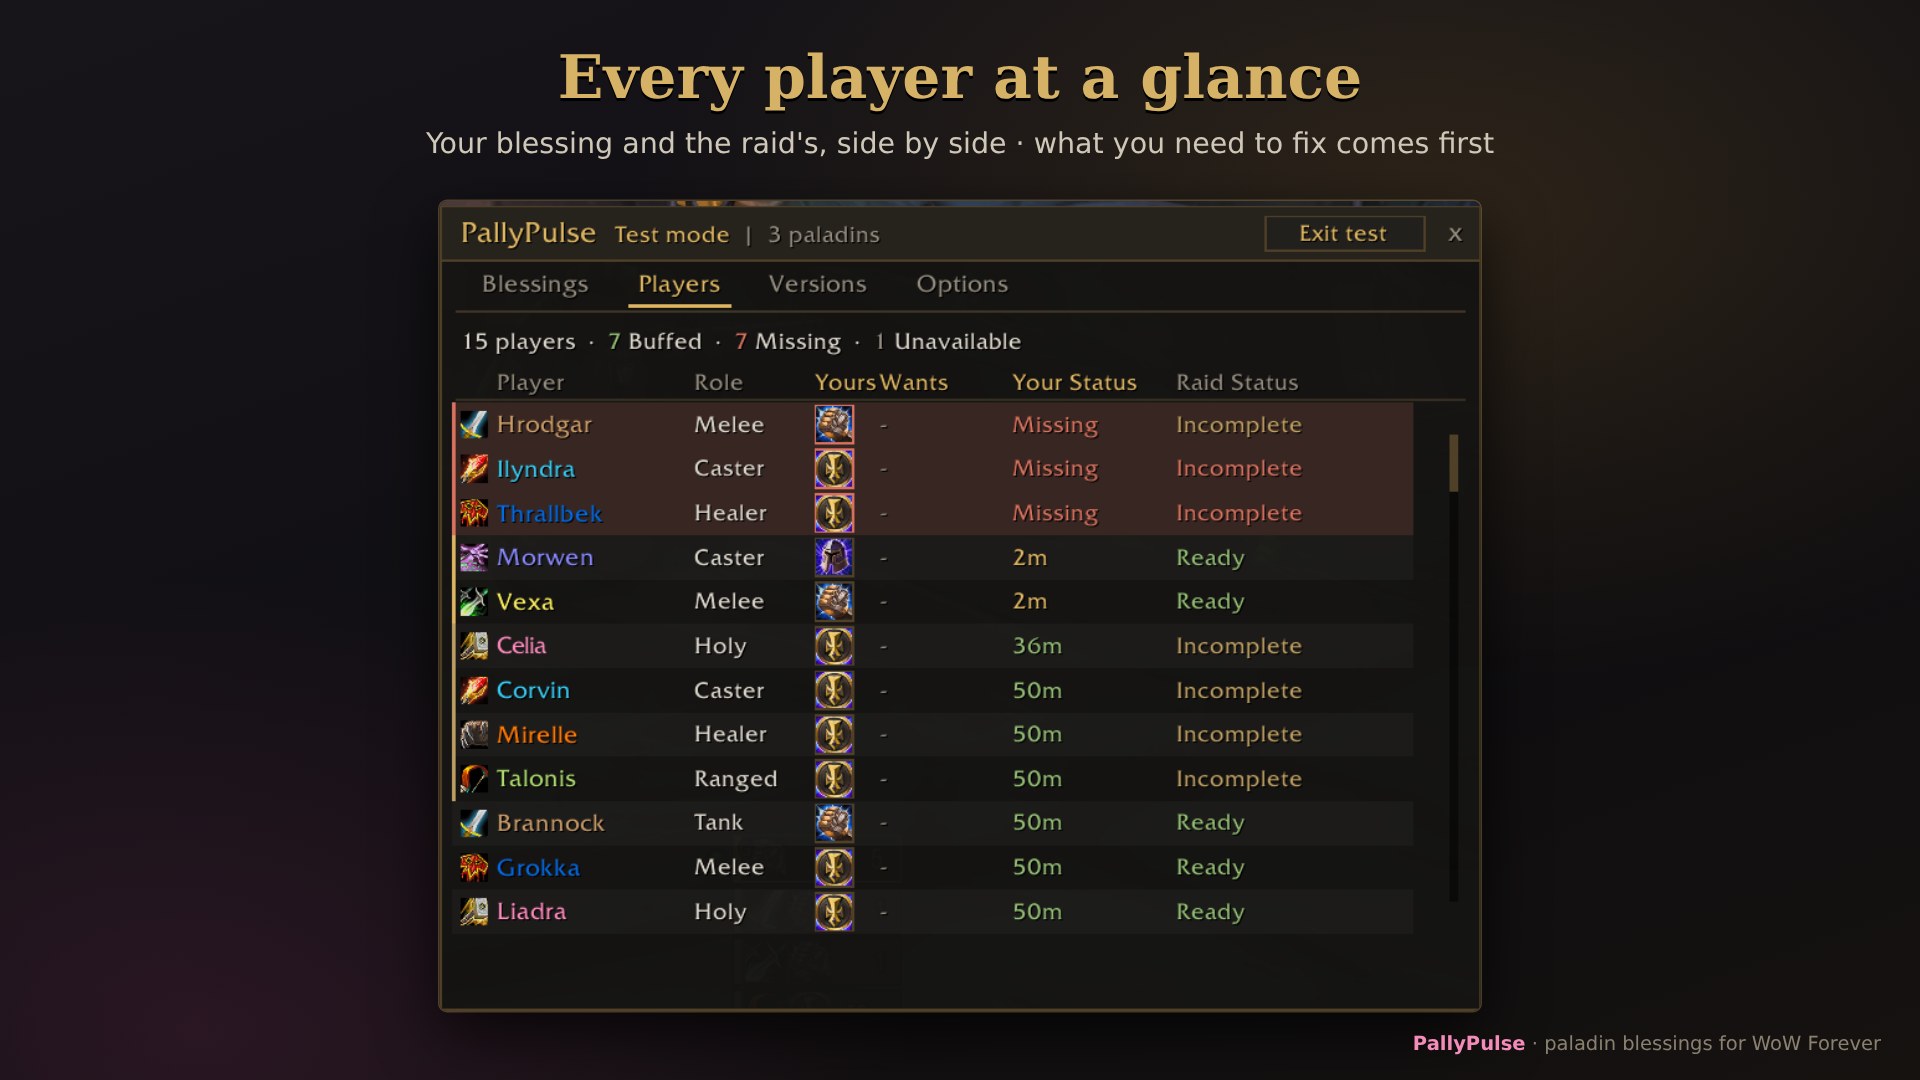 Every player at a glance
Your blessing and the raid's, side by side · what you need to fix comes first
PallyPulse Test mode | 3 paladins Exit test x
Blessings Players Versions Options
15 players · 7 Buffed · 7 Missing · 1 Unavailable
Player Role Yours Wants Your Status Raid Status
Hrodgar Melee - Missing Incomplete
Ilyndra Caster - Missing Incomplete
Thrallbek Healer - Missing Incomplete
Morwen Caster - 2m Ready
Vexa Melee - 2m Ready
Celia Holy - 36m Incomplete
Corvin Caster - 50m Incomplete
Mirelle Healer - 50m Incomplete
Talonis Ranged - 50m Incomplete
Brannock Tank - 50m Ready
Grokka Melee - 50m Ready
Liadra Holy - 50m Ready
PallyPulse · paladin blessings for WoW Forever